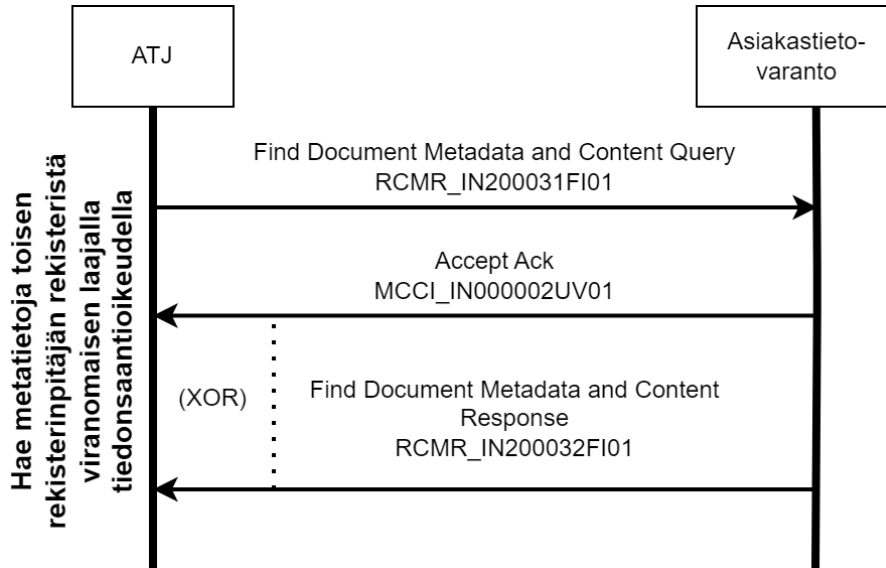 ATJ
Asiakastieto-
varanto
Find Document Metadata and Content Query
RCMR_IN200031FI01
Accept Ack
MCCI_IN000002UV01
(XOR)
Find Document Metadata and Content
Response
RCMR_IN200032FI01
Hae metatietoja toisen
rekisterinpitäjän rekisteristä
viranomaisen laajalla
tiedonsaantioikeudella